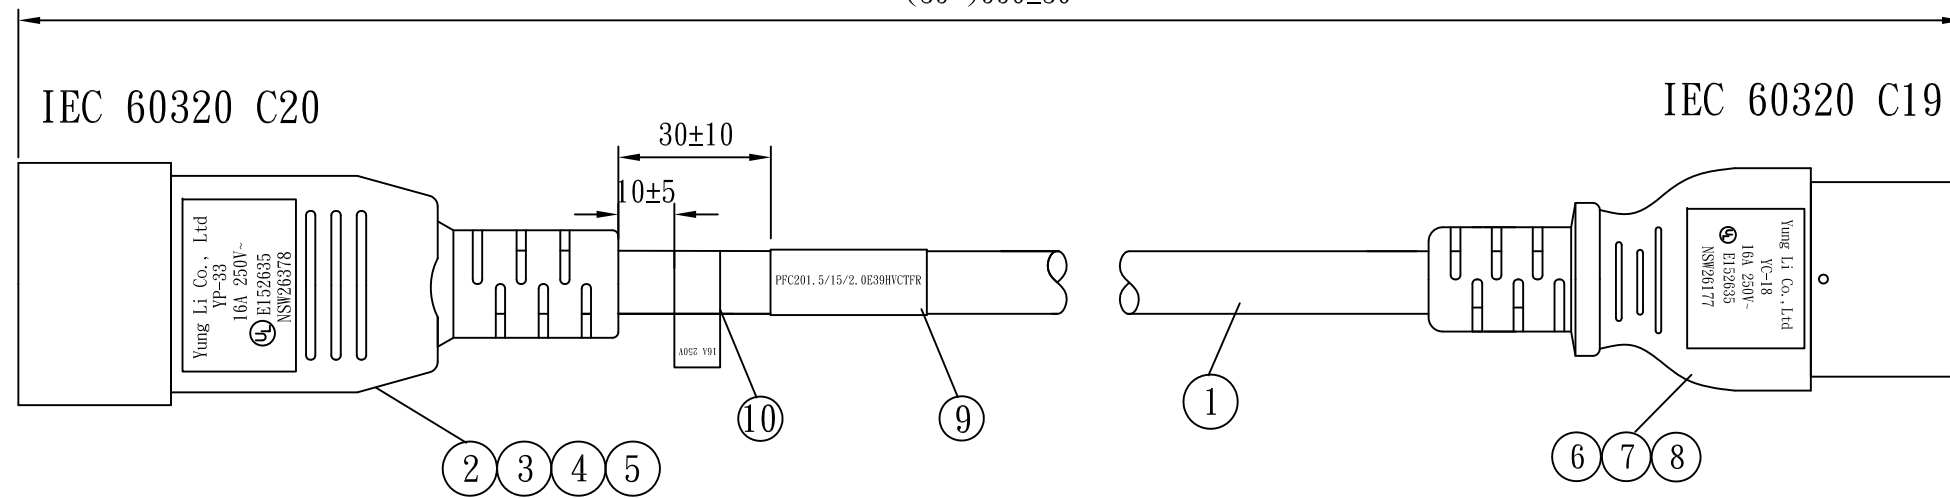 IEC 60320 C20
IEC 60320 C19
30±10
10±5
Yung Li Co., Ltd
YP-33
16A 250V~
UL E152635
NSW26378
16A 250V
PFC201.5/15/2.0E39HVCTFR
Yung Li Co.,Ltd
YC-18
16A 250V~
UL E152635
NSW26177
10
9
1
2 3 4 5
6 7 8